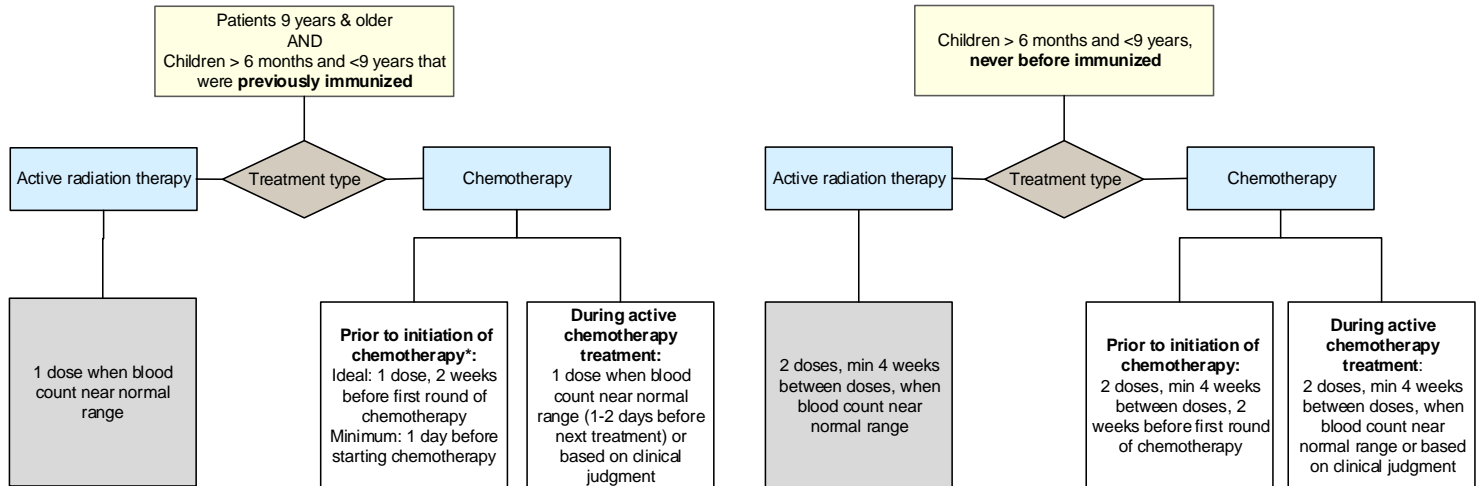 Patients 9 years & older
AND
Children > 6 months and <9 years that
were previously immunized
Active radiation therapy
Treatment type
Chemotherapy
1 dose when blood
count near normal
range
Prior to initiation of
chemotherapy*:
Ideal: 1 dose, 2 weeks
before first round of
chemotherapy
Minimum: 1 day before
starting chemotherapy
During active
chemotherapy
treatment:
1 dose when blood
count near normal
range (1-2 days before
next treatment) or
based on clinical
judgment
Children > 6 months and <9 years,
never before immunized
Active radiation therapy
Treatment type
Chemotherapy
2 doses, min 4 weeks
between doses, when
blood count near
normal range
Prior to initiation of
chemotherapy:
2 doses, min 4 weeks
between doses, 2
weeks before first round
of chemotherapy
During active
chemotherapy
treatment:
2 doses, min 4 weeks
between doses, when
blood count near
normal range or based
on clinical judgment